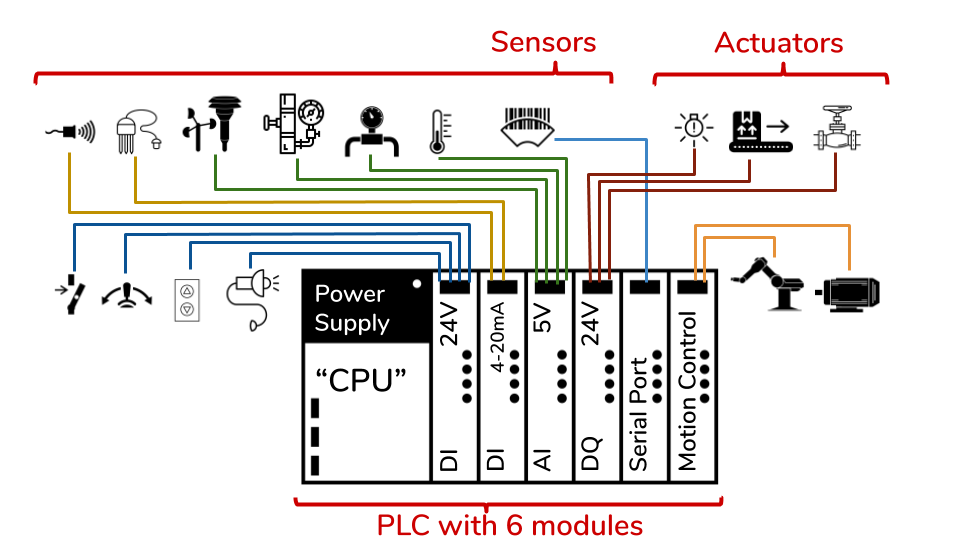 Sensors
Actuators
Power
Supply
“CPU”
24V
DI
4-20mA
DI
5V
AI
24V
DQ
Serial Port
Motion Control
PLC with 6 modules